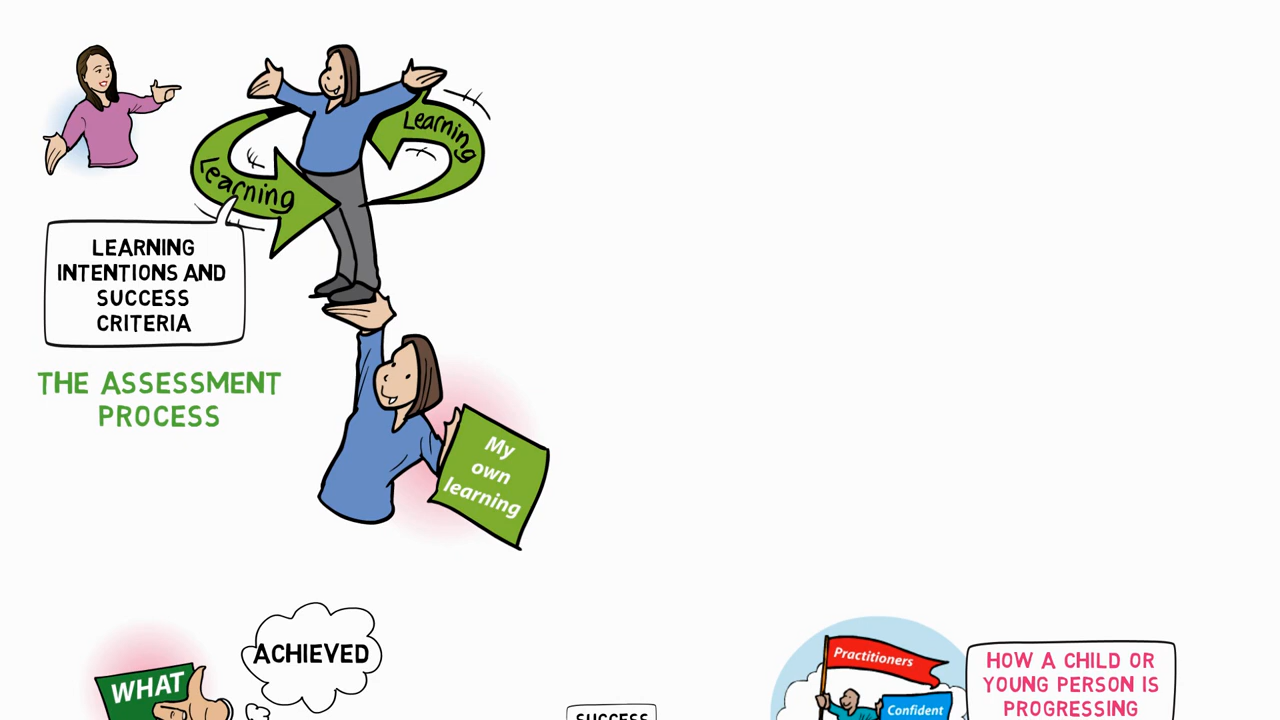 Learning
Learning
LEARNING
INTENTIONS AND
SUCCESS
CRITERIA
THE ASSESSMENT
PROCESS
My
own
learning
ACHIEVED
WHAT
SUCCESS
Practitioners
Confident
HOW A CHILD OR
YOUNG PERSON IS
PROGRESSING